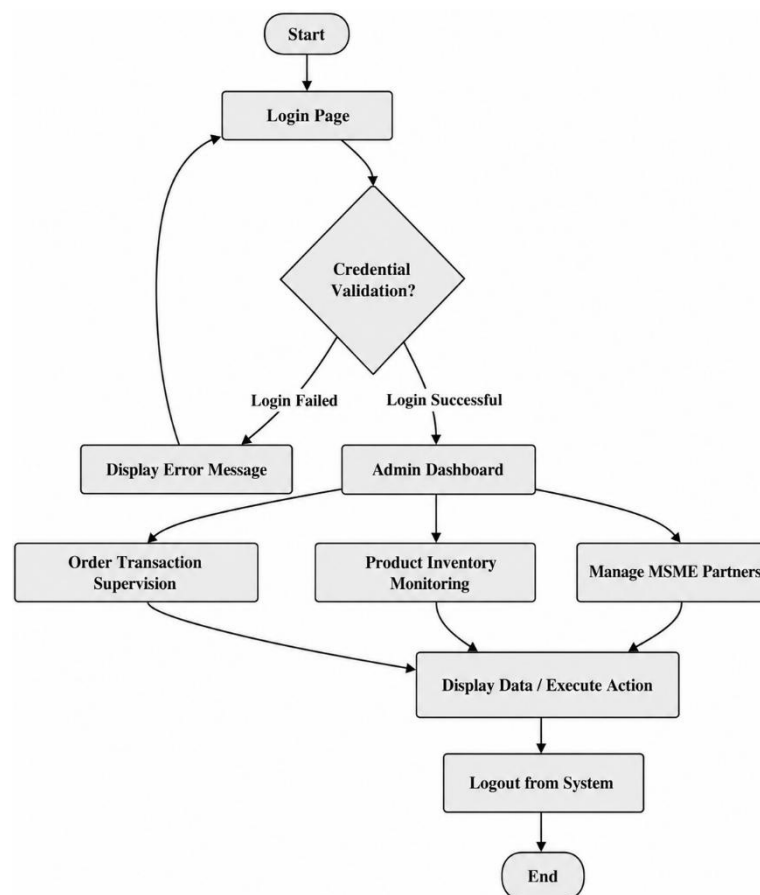 Start
Login Page
Credential
Validation?
Login Failed
Login Successful
Display Error Message
Admin Dashboard
Order Transaction
Supervision
Product Inventory
Monitoring
Manage MSME Partners
Display Data / Execute Action
Logout from System
End